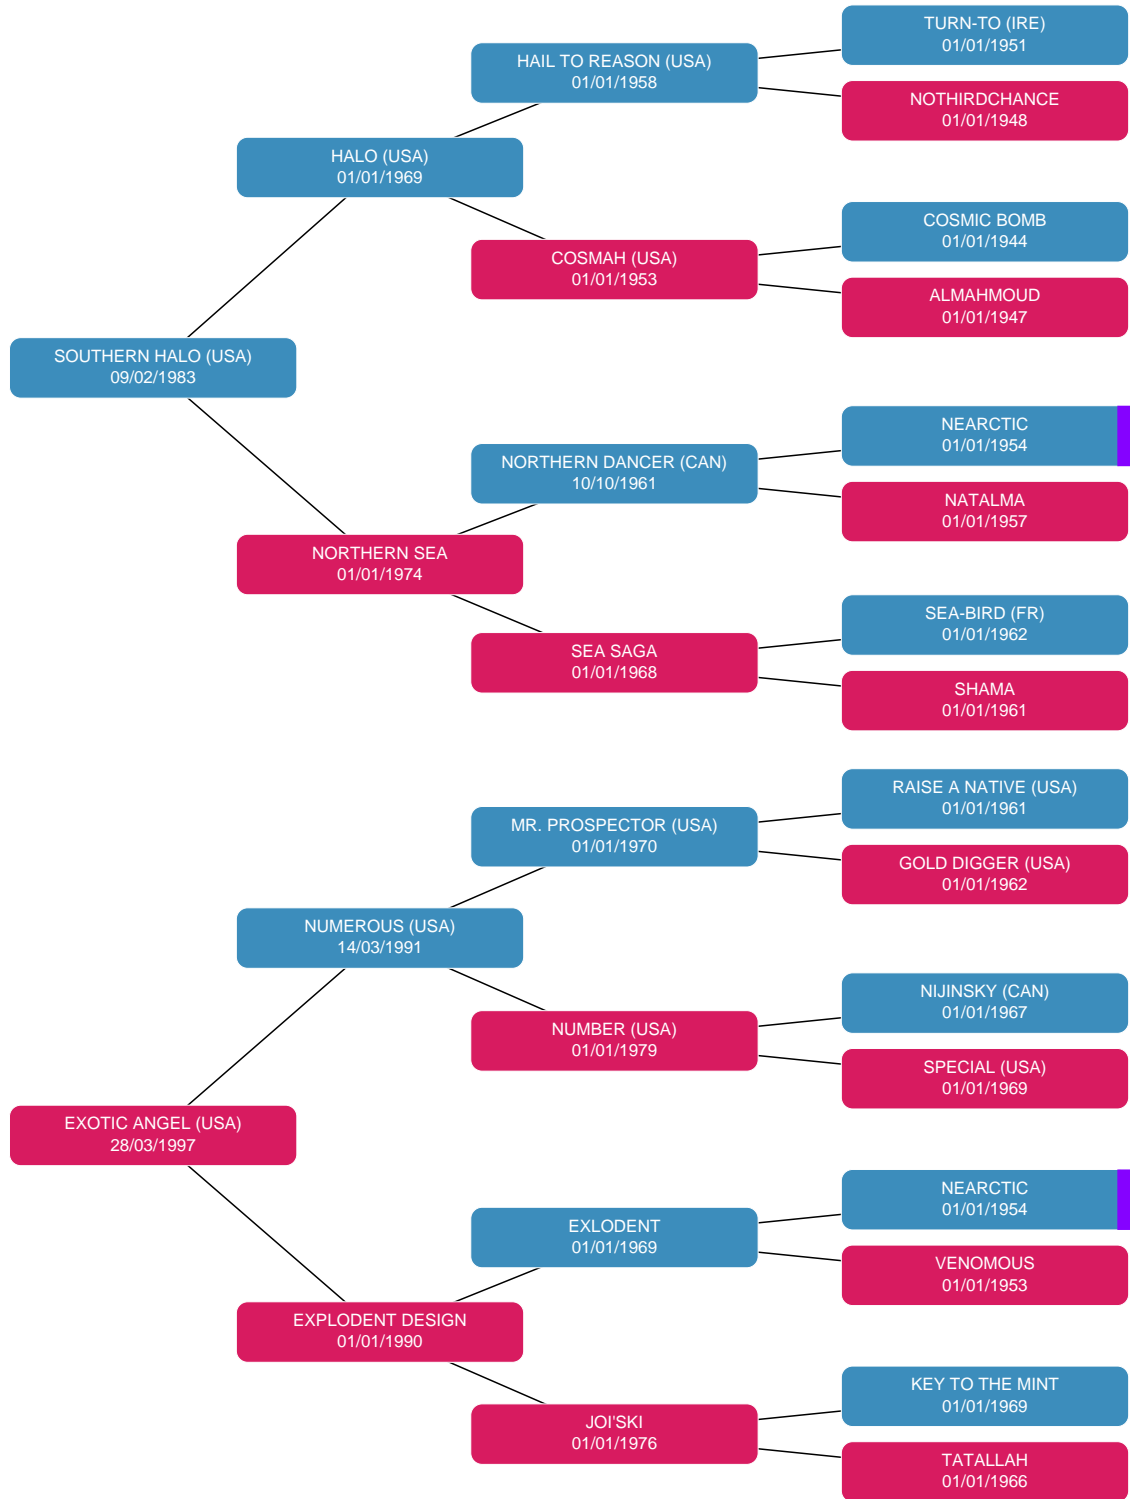 TURN-TO (IRE)
01/01/1951
HAIL TO REASON (USA)
01/01/1958
NOTHIRDCHANCE
01/01/1948
HALO (USA)
01/01/1969
COSMIC BOMB
01/01/1944
COSMAH (USA)
01/01/1953
ALMAHMOUD
01/01/1947
SOUTHERN HALO (USA)
09/02/1983
NEARCTIC
01/01/1954
NORTHERN DANCER (CAN)
10/10/1961
NATALMA
01/01/1957
NORTHERN SEA
01/01/1974
SEA-BIRD (FR)
01/01/1962
SEA SAGA
01/01/1968
SHAMA
01/01/1961
RAISE A NATIVE (USA)
01/01/1961
MR. PROSPECTOR (USA)
01/01/1970
GOLD DIGGER (USA)
01/01/1962
NUMEROUS (USA)
14/03/1991
NIJINSKY (CAN)
01/01/1967
NUMBER (USA)
01/01/1979
SPECIAL (USA)
01/01/1969
EXOTIC ANGEL (USA)
28/03/1997
NEARCTIC
01/01/1954
EXLODENT
01/01/1969
VENOMOUS
01/01/1953
EXPLODENT DESIGN
01/01/1990
KEY TO THE MINT
01/01/1969
JOI'SKI
01/01/1976
TATALLAH
01/01/1966